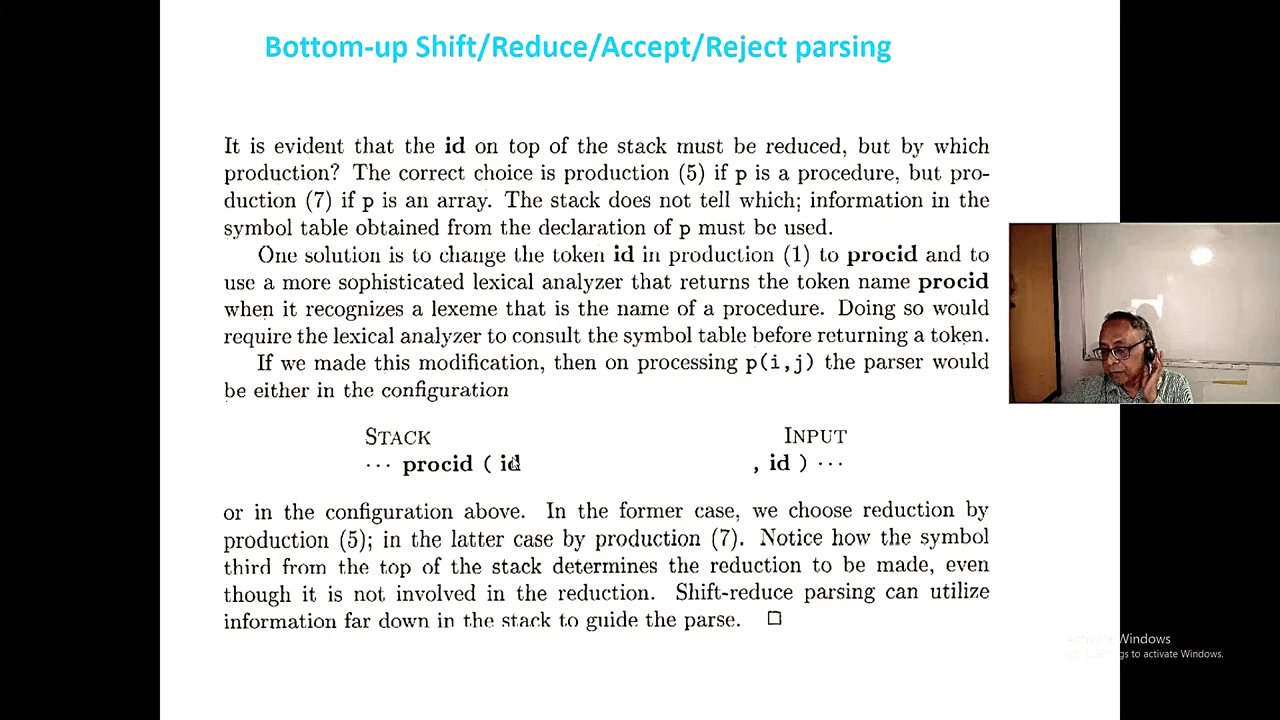 Bottom-up Shift/Reduce/Accept/Reject parsing
It is evident that the id on top of the stack must be reduced, but by which
production? The correct choice is production (5) if p is a procedure, but pro-
duction (7) if p is an array. The stack does not tell which; information in the
symbol table obtained from the declaration of p must be used.
One solution is to change the token id in production (1) to procid and to
use a more sophisticated lexical analyzer that returns the token name procid
when it recognizes a lexeme that is the name of a procedure. Doing so would
require the lexical analyzer to consult the symbol table before returning a token.
If we made this modification, then on processing p(i,j) the parser would
be either in the configuration
STACK INPUT
··· procid ( id , id ) ···
or in the configuration above. In the former case, we choose reduction by
production (5); in the latter case by production (7). Notice how the symbol
third from the top of the stack determines the reduction to be made, even
though it is not involved in the reduction. Shift-reduce parsing can utilize
information far down in the stack to guide the parse. □
Activate Windows
to activate Windows.